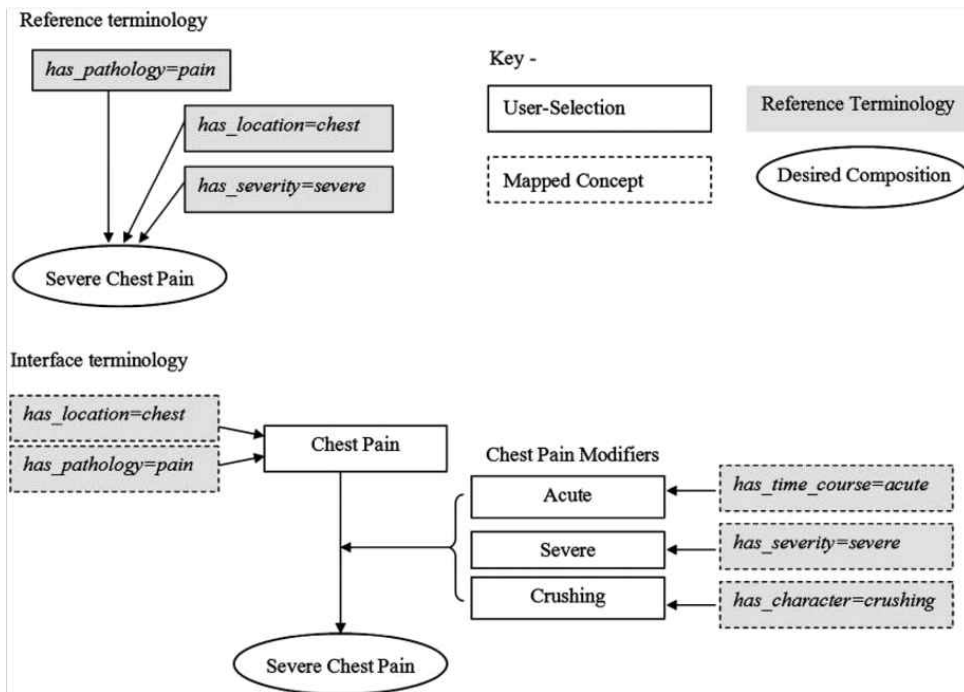 Reference terminology
has_pathology=pain
has_location=chest
has_severity=severe
Severe Chest Pain
Key -
User-Selection
Reference Terminology
Mapped Concept
Desired Composition
Interface terminology
has_location=chest
has_pathology=pain
Chest Pain
Chest Pain Modifiers
Acute
Severe
Crushing
has_time_course=acute
has_severity=severe
has_character=crushing
Severe Chest Pain